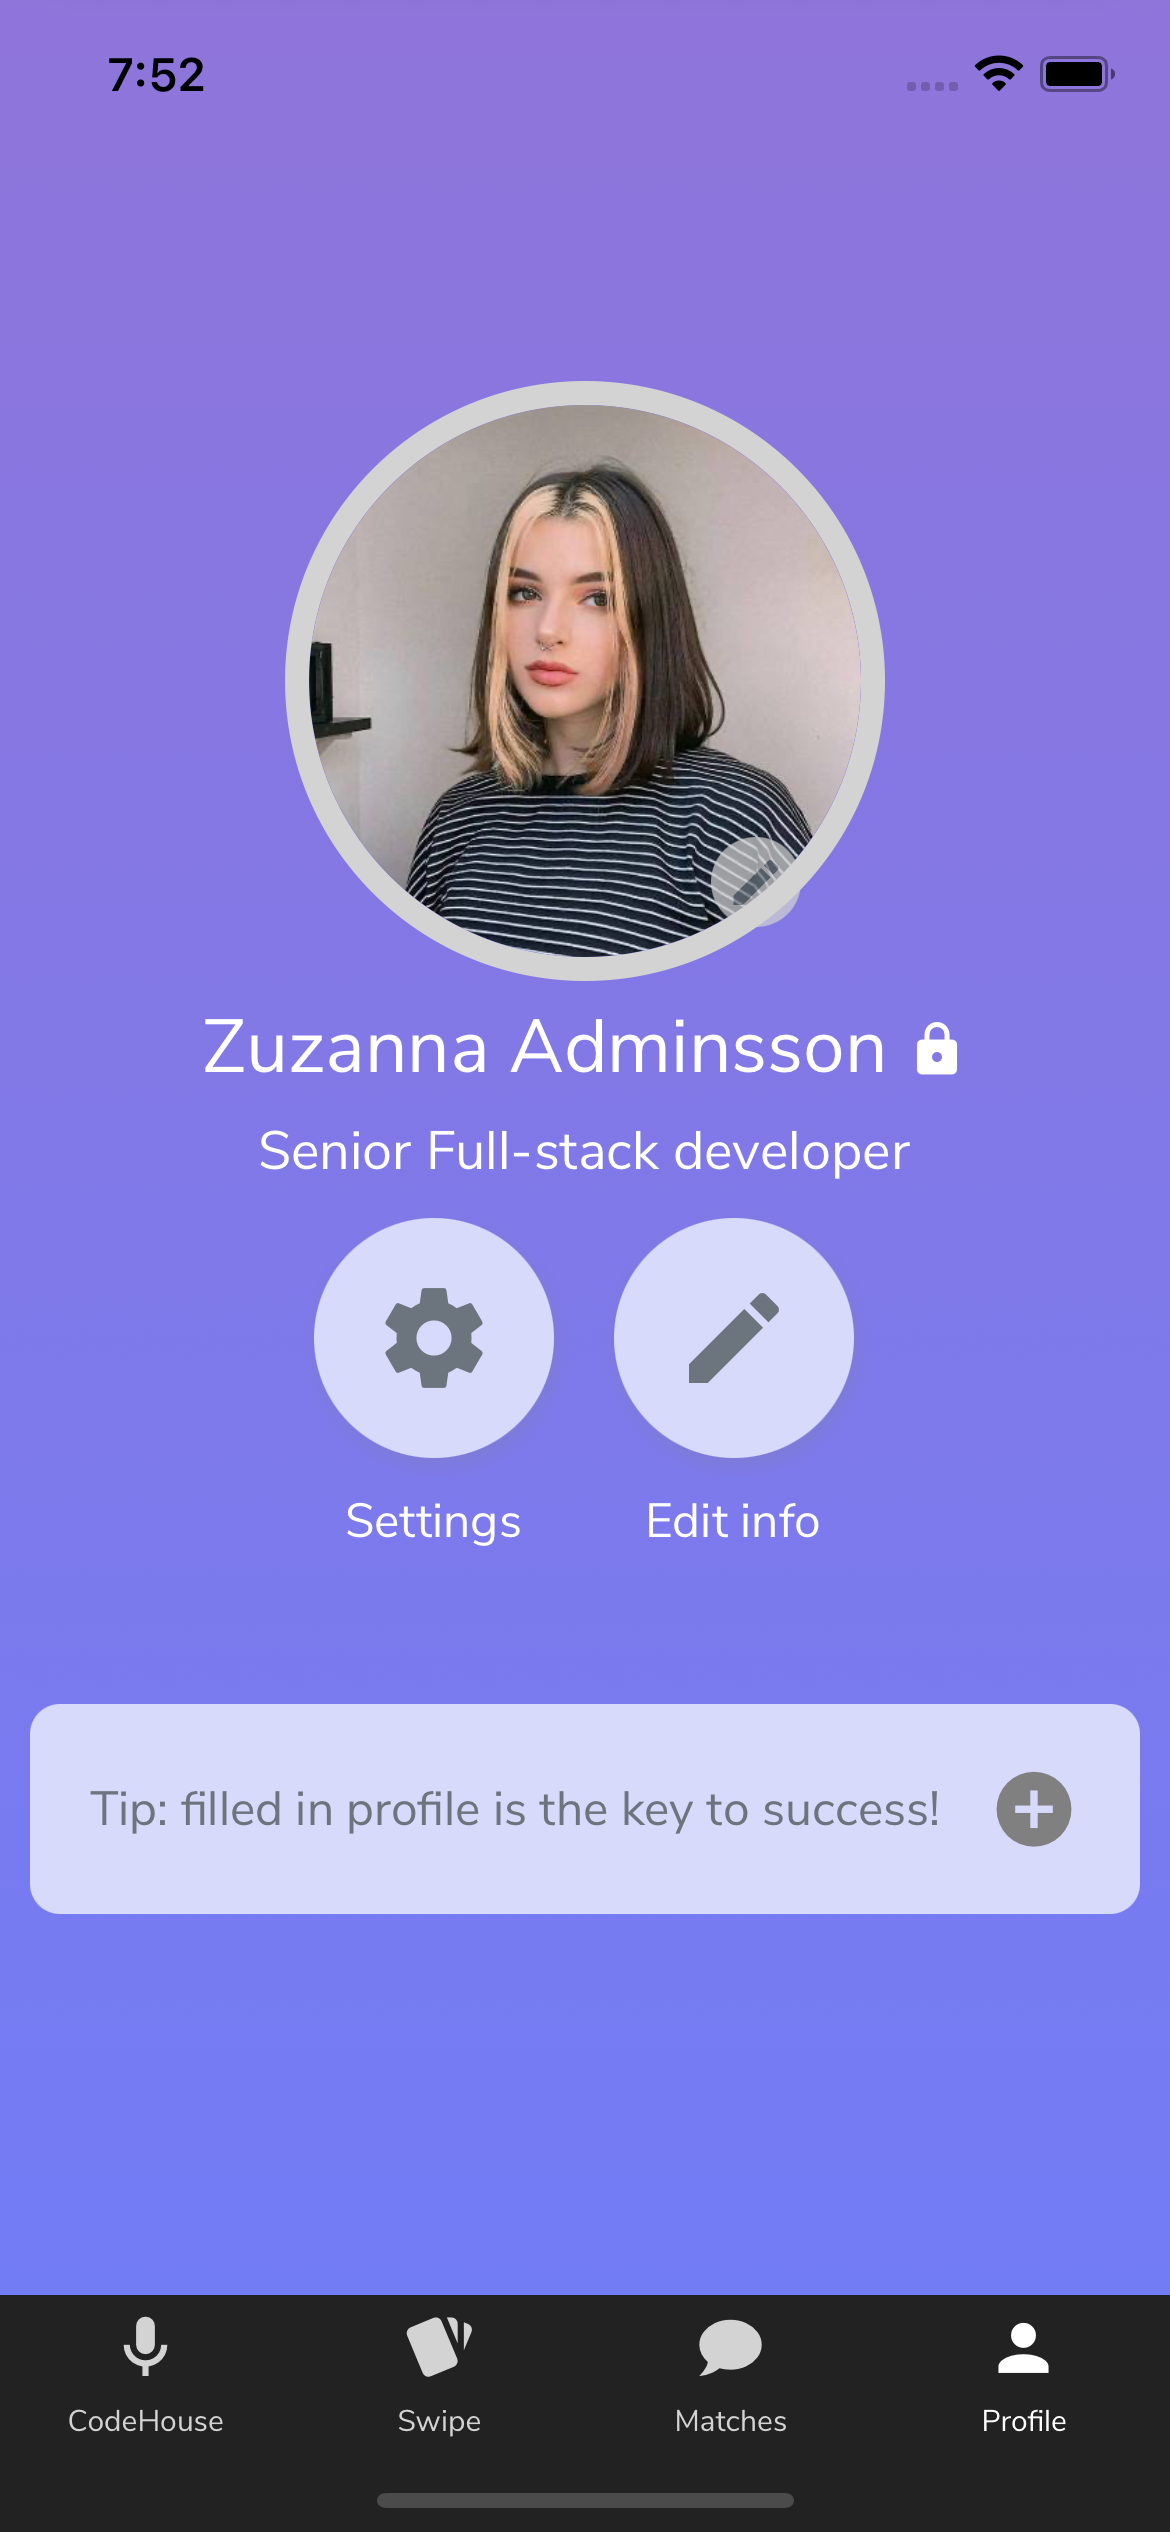 7:52
Zuzanna Adminsson
Senior Full-stack developer
Settings
Edit info
Tip: filled in profile is the key to success!
CodeHouse
Swipe
Matches
Profile